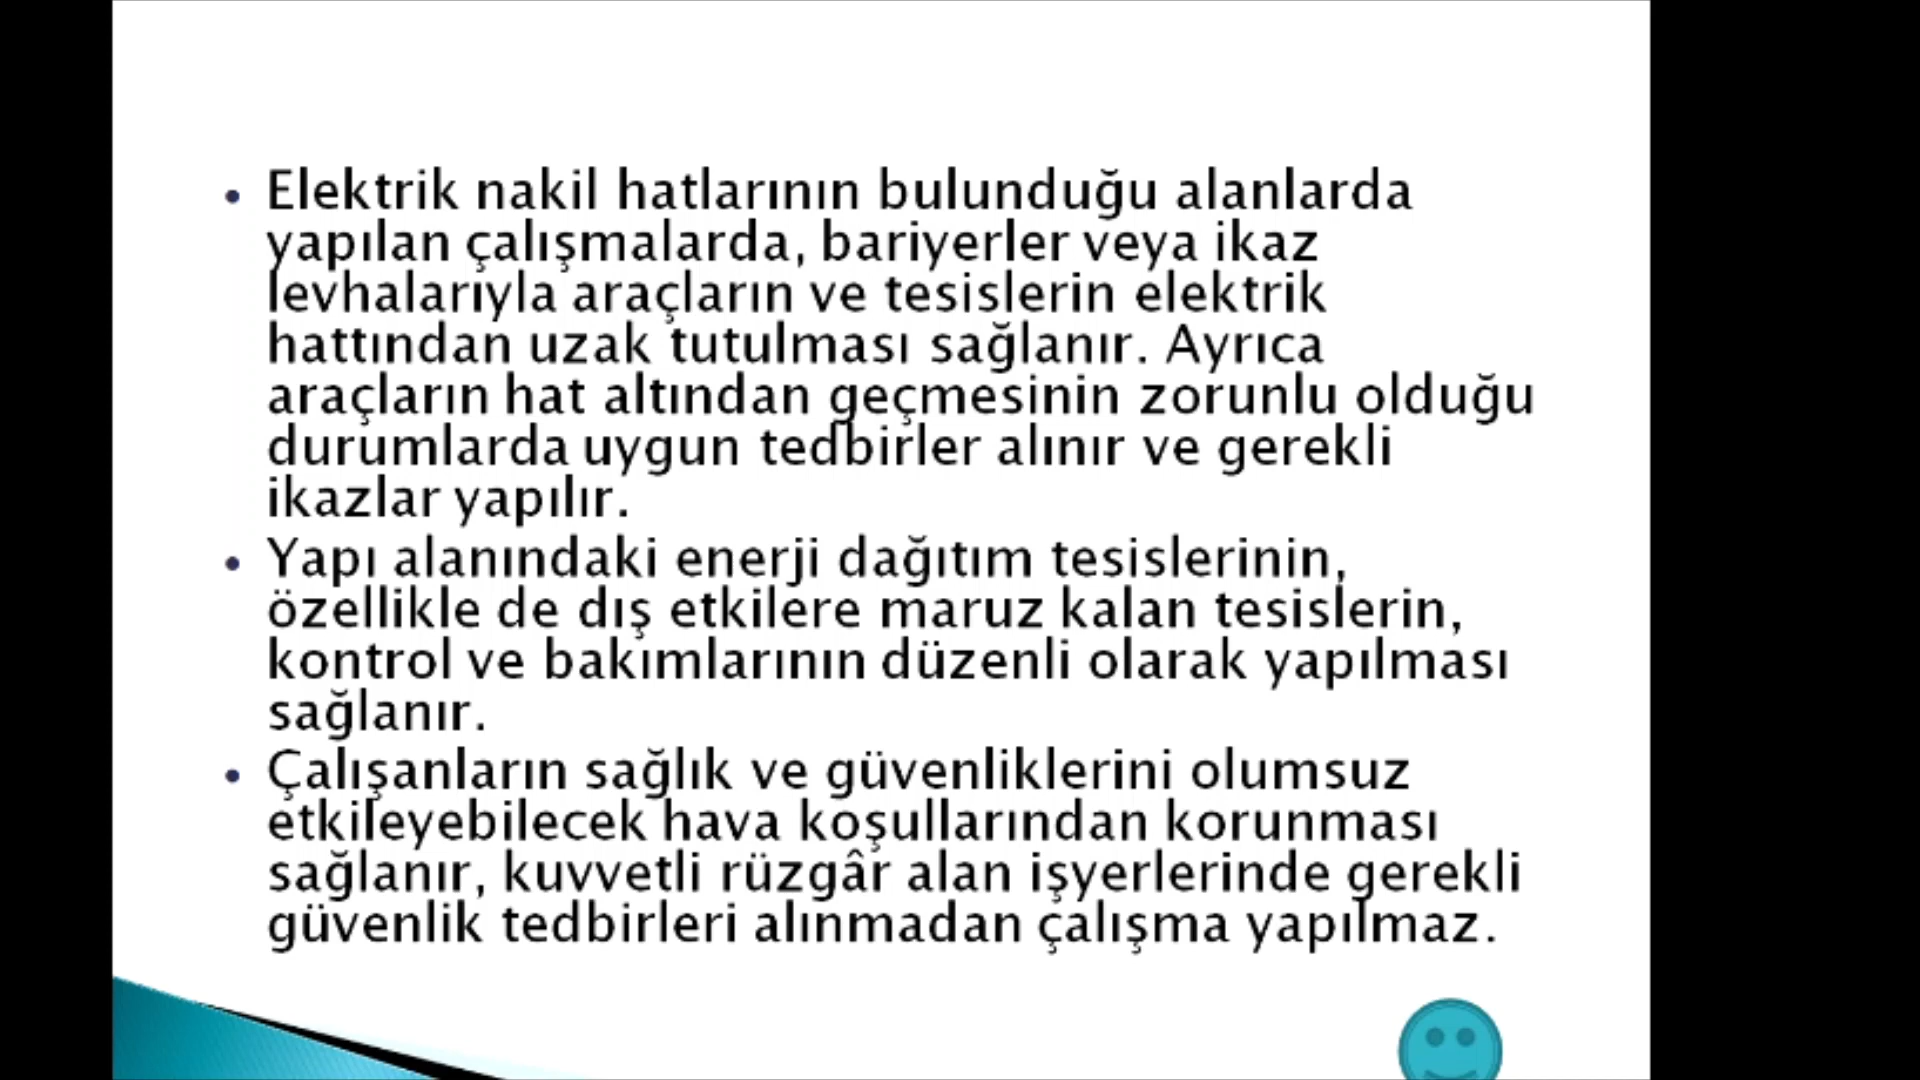 • Elektrik nakil hatlarının bulunduğu alanlarda
yapılan çalışmalarda, bariyerler veya ikaz
levhalarıyla araçların ve tesislerin elektrik
hattından uzak tutulması sağlanır. Ayrıca
araçların hat altından geçmesinin zorunlu olduğu
durumlarda uygun tedbirler alınır ve gerekli
ikazlar yapılır.
• Yapı alanındaki enerji dağıtım tesislerinin,
özellikle de dış etkilere maruz kalan tesislerin,
kontrol ve bakımlarının düzenli olarak yapılması
sağlanır.
• Çalışanların sağlık ve güvenliklerini olumsuz
etkileyebilecek hava koşullarından korunması
sağlanır, kuvvetli rüzgâr alan işyerlerinde gerekli
güvenlik tedbirleri alınmadan çalışma yapılmaz.